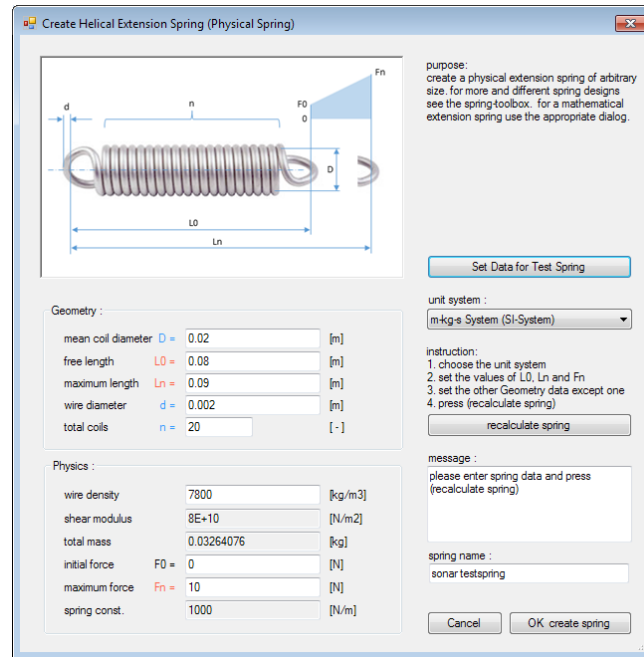 Create Helical Extension Spring (Physical Spring)
Fn
n
F0
d
0
D
L0
Ln
purpose:
create a physical extension spring of arbitrary
size. for more and different spring designs
see the spring-toolbox. for a mathematical
extension spring use the appropriate dialog.
Set Data for Test Spring
unit system :
m-kg-s System (SI-System)
instruction:
1. choose the unit system
2. set the values of L0, Ln and Fn
3. set the other Geometry data except one
4. press (recalculate spring)
recalculate spring
Geometry :
mean coil diameter D = 0.02 [m]
free length L0 = 0.08 [m]
maximum length Ln = 0.09 [m]
wire diameter d = 0.002 [m]
total coils n = 20 [ - ]
Physics :
wire density 7800 [kg/m3]
shear modulus 8E+10 [N/m2]
total mass 0.03264076 [kg]
initial force F0 = 0 [N]
maximum force Fn = 10 [N]
spring const. 1000 [N/m]
message :
please enter spring data and press
(recalculate spring)
spring name :
sonar testspring
Cancel OK create spring